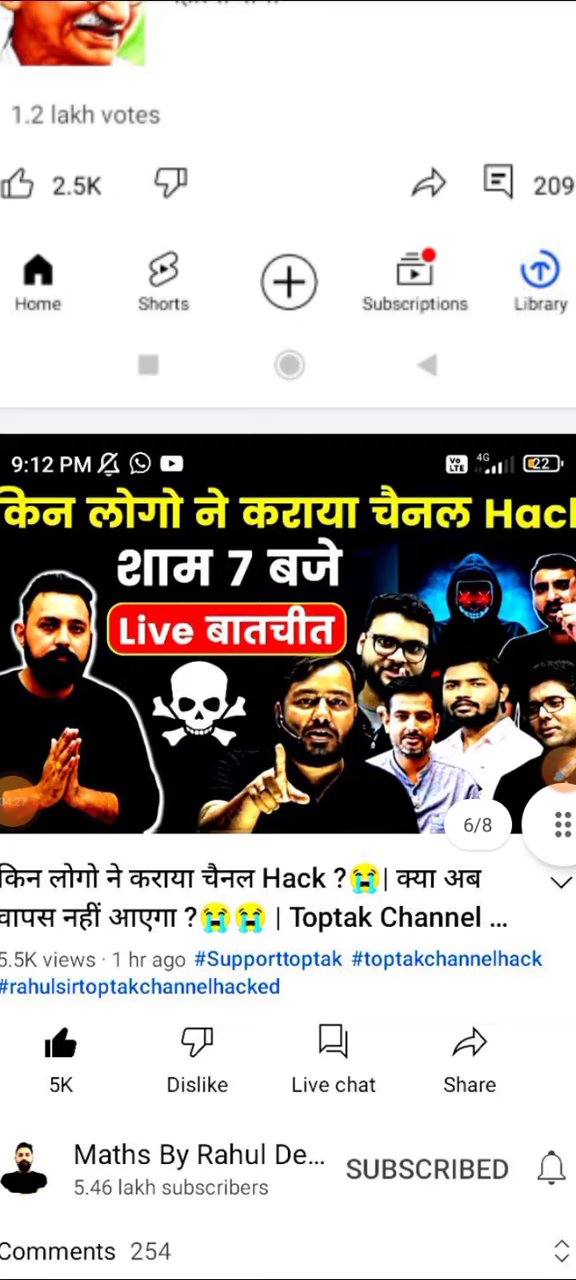 1.2 lakh votes
2.5K
209
Home
Shorts
Subscriptions
Library
9:12 PM
Vo LTE
4G
22
किन लोगो ने कराया चैनल Hac
शाम 7 बजे
Live बातचीत
6/8
किन लोगो ने कराया चैनल Hack ?😭| क्या अब
वापस नहीं आएगा ?😭😭 | Toptak Channel ...
5.5K views · 1 hr ago #Supporttoptak #toptakchannelhack
#rahulsirtoptakchannelhacked
5K
Dislike
Live chat
Share
Maths By Rahul De...
SUBSCRIBED
5.46 lakh subscribers
Comments 254